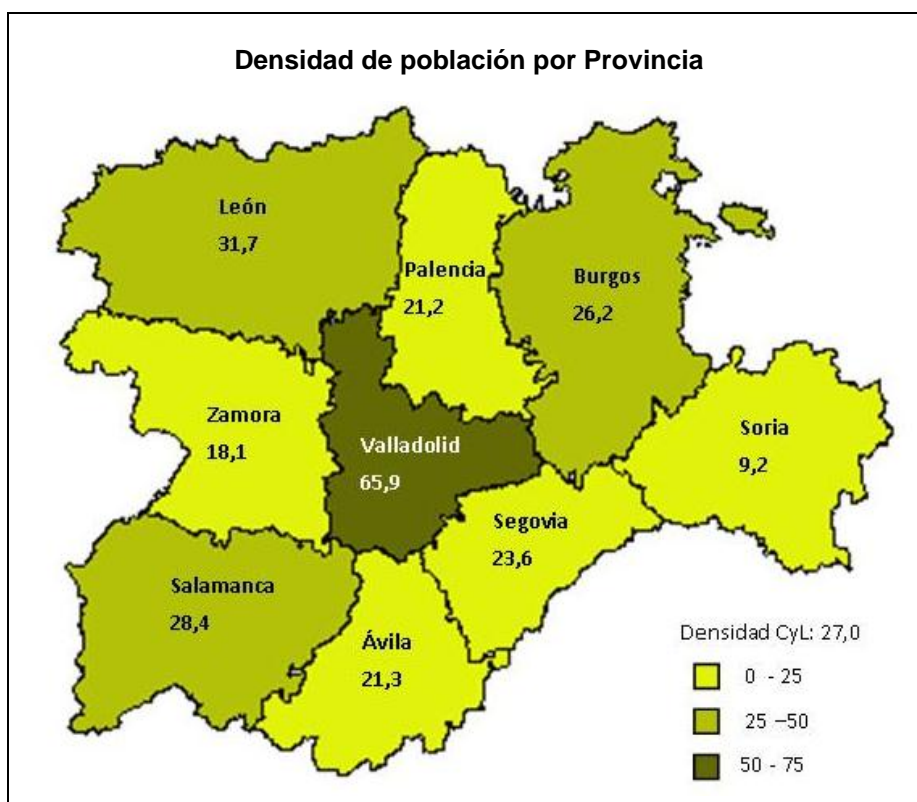 Densidad de población por Provincia
León
31,7
Palencia
21,2
Burgos
26,2
Zamora
18,1
Valladolid
65,9
Soria
9,2
Segovia
23,6
Salamanca
28,4
Ávila
21,3
Densidad CyL: 27,0
0 - 25
25 –50
50 - 75